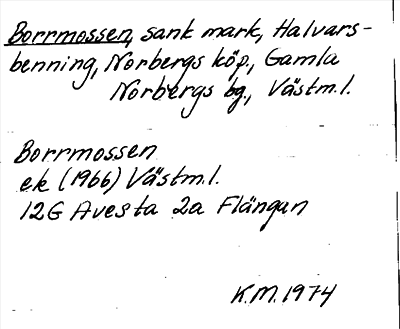 Borrmossen, sank mark, Halvars-
benning, Norbergs köp., Gamla
Norbergs bg., Västm.l.
Borrmossen
ek (1966) Västm.l.
12G Avesta 2a Flängan
K.M. 1974